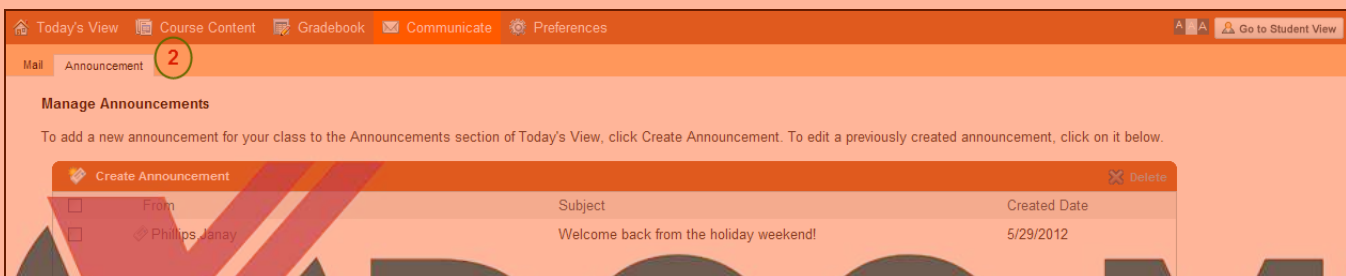 Today's View Course Content Gradebook Communicate Preferences A A A Go to Student View
Mail Announcement 2
Manage Announcements
To add a new announcement for your class to the Announcements section of Today's View, click Create Announcement. To edit a previously created announcement, click on it below.
Create Announcement Delete
From Subject Created Date
Phillips, Janay Welcome back from the holiday weekend! 5/29/2012